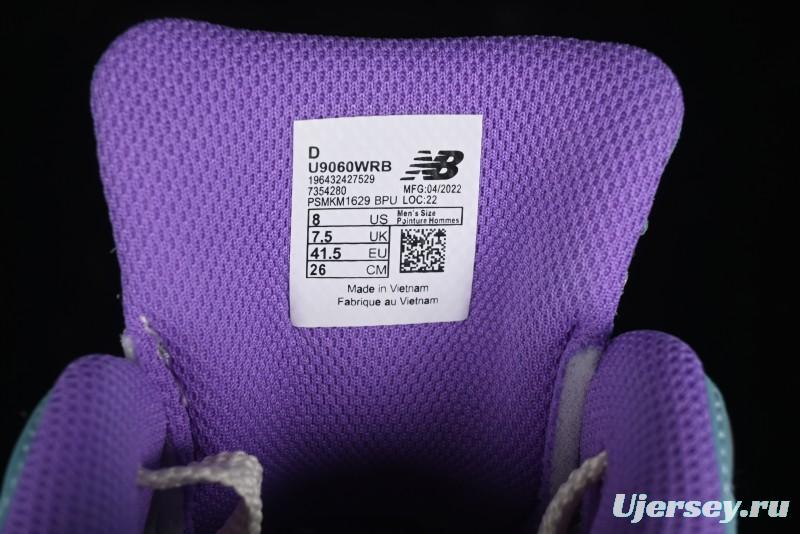 D
U9060WRB
NB
196432427529
7354280 MFG:04/2022
PSMKM1629 BPU LOC:22
8 US Men's Size
Pointure Hommes
7.5 UK
41.5 EU
26 CM
Made in Vietnam
Fabrique au Vietnam
Ujersey.ru